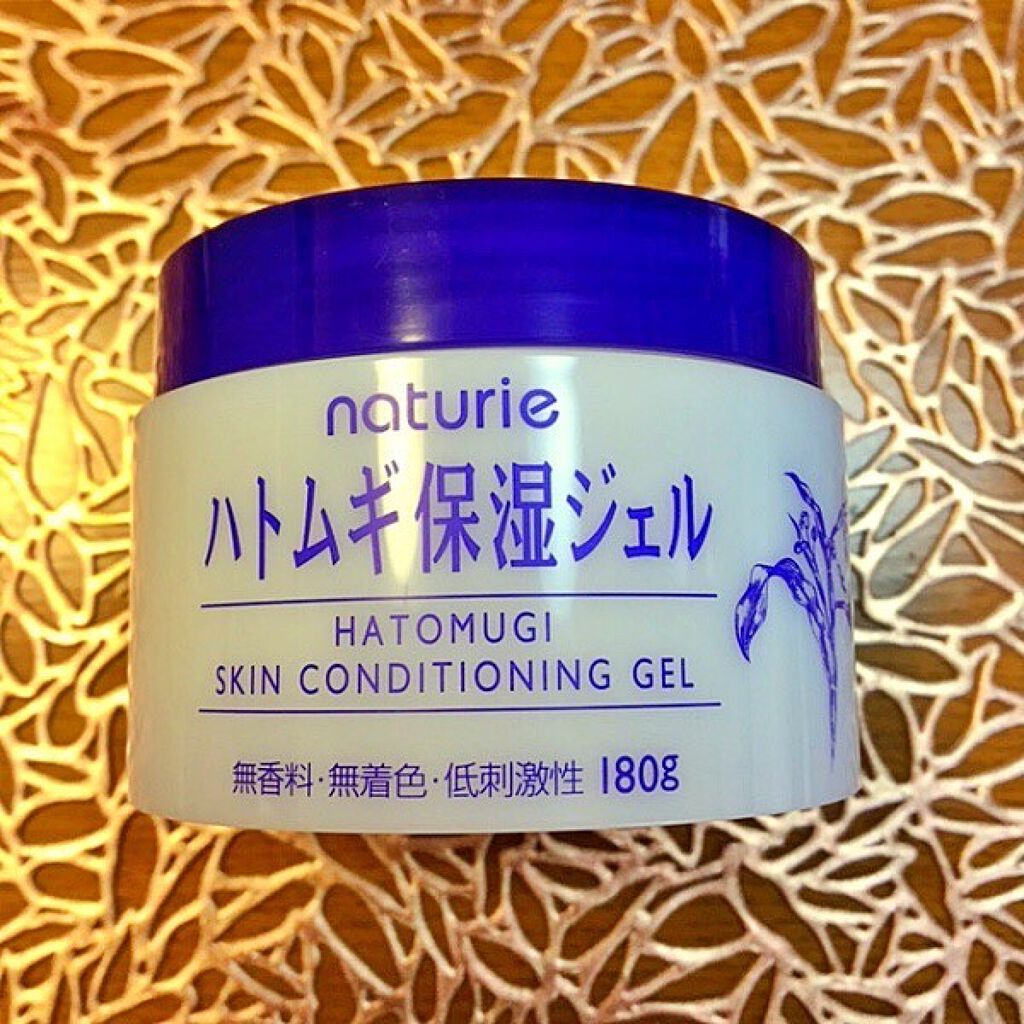 naturie
ハトムギ保湿ジェル
HATOMUGI
SKIN CONDITIONING GEL
無香料・無着色・低刺激性 180g